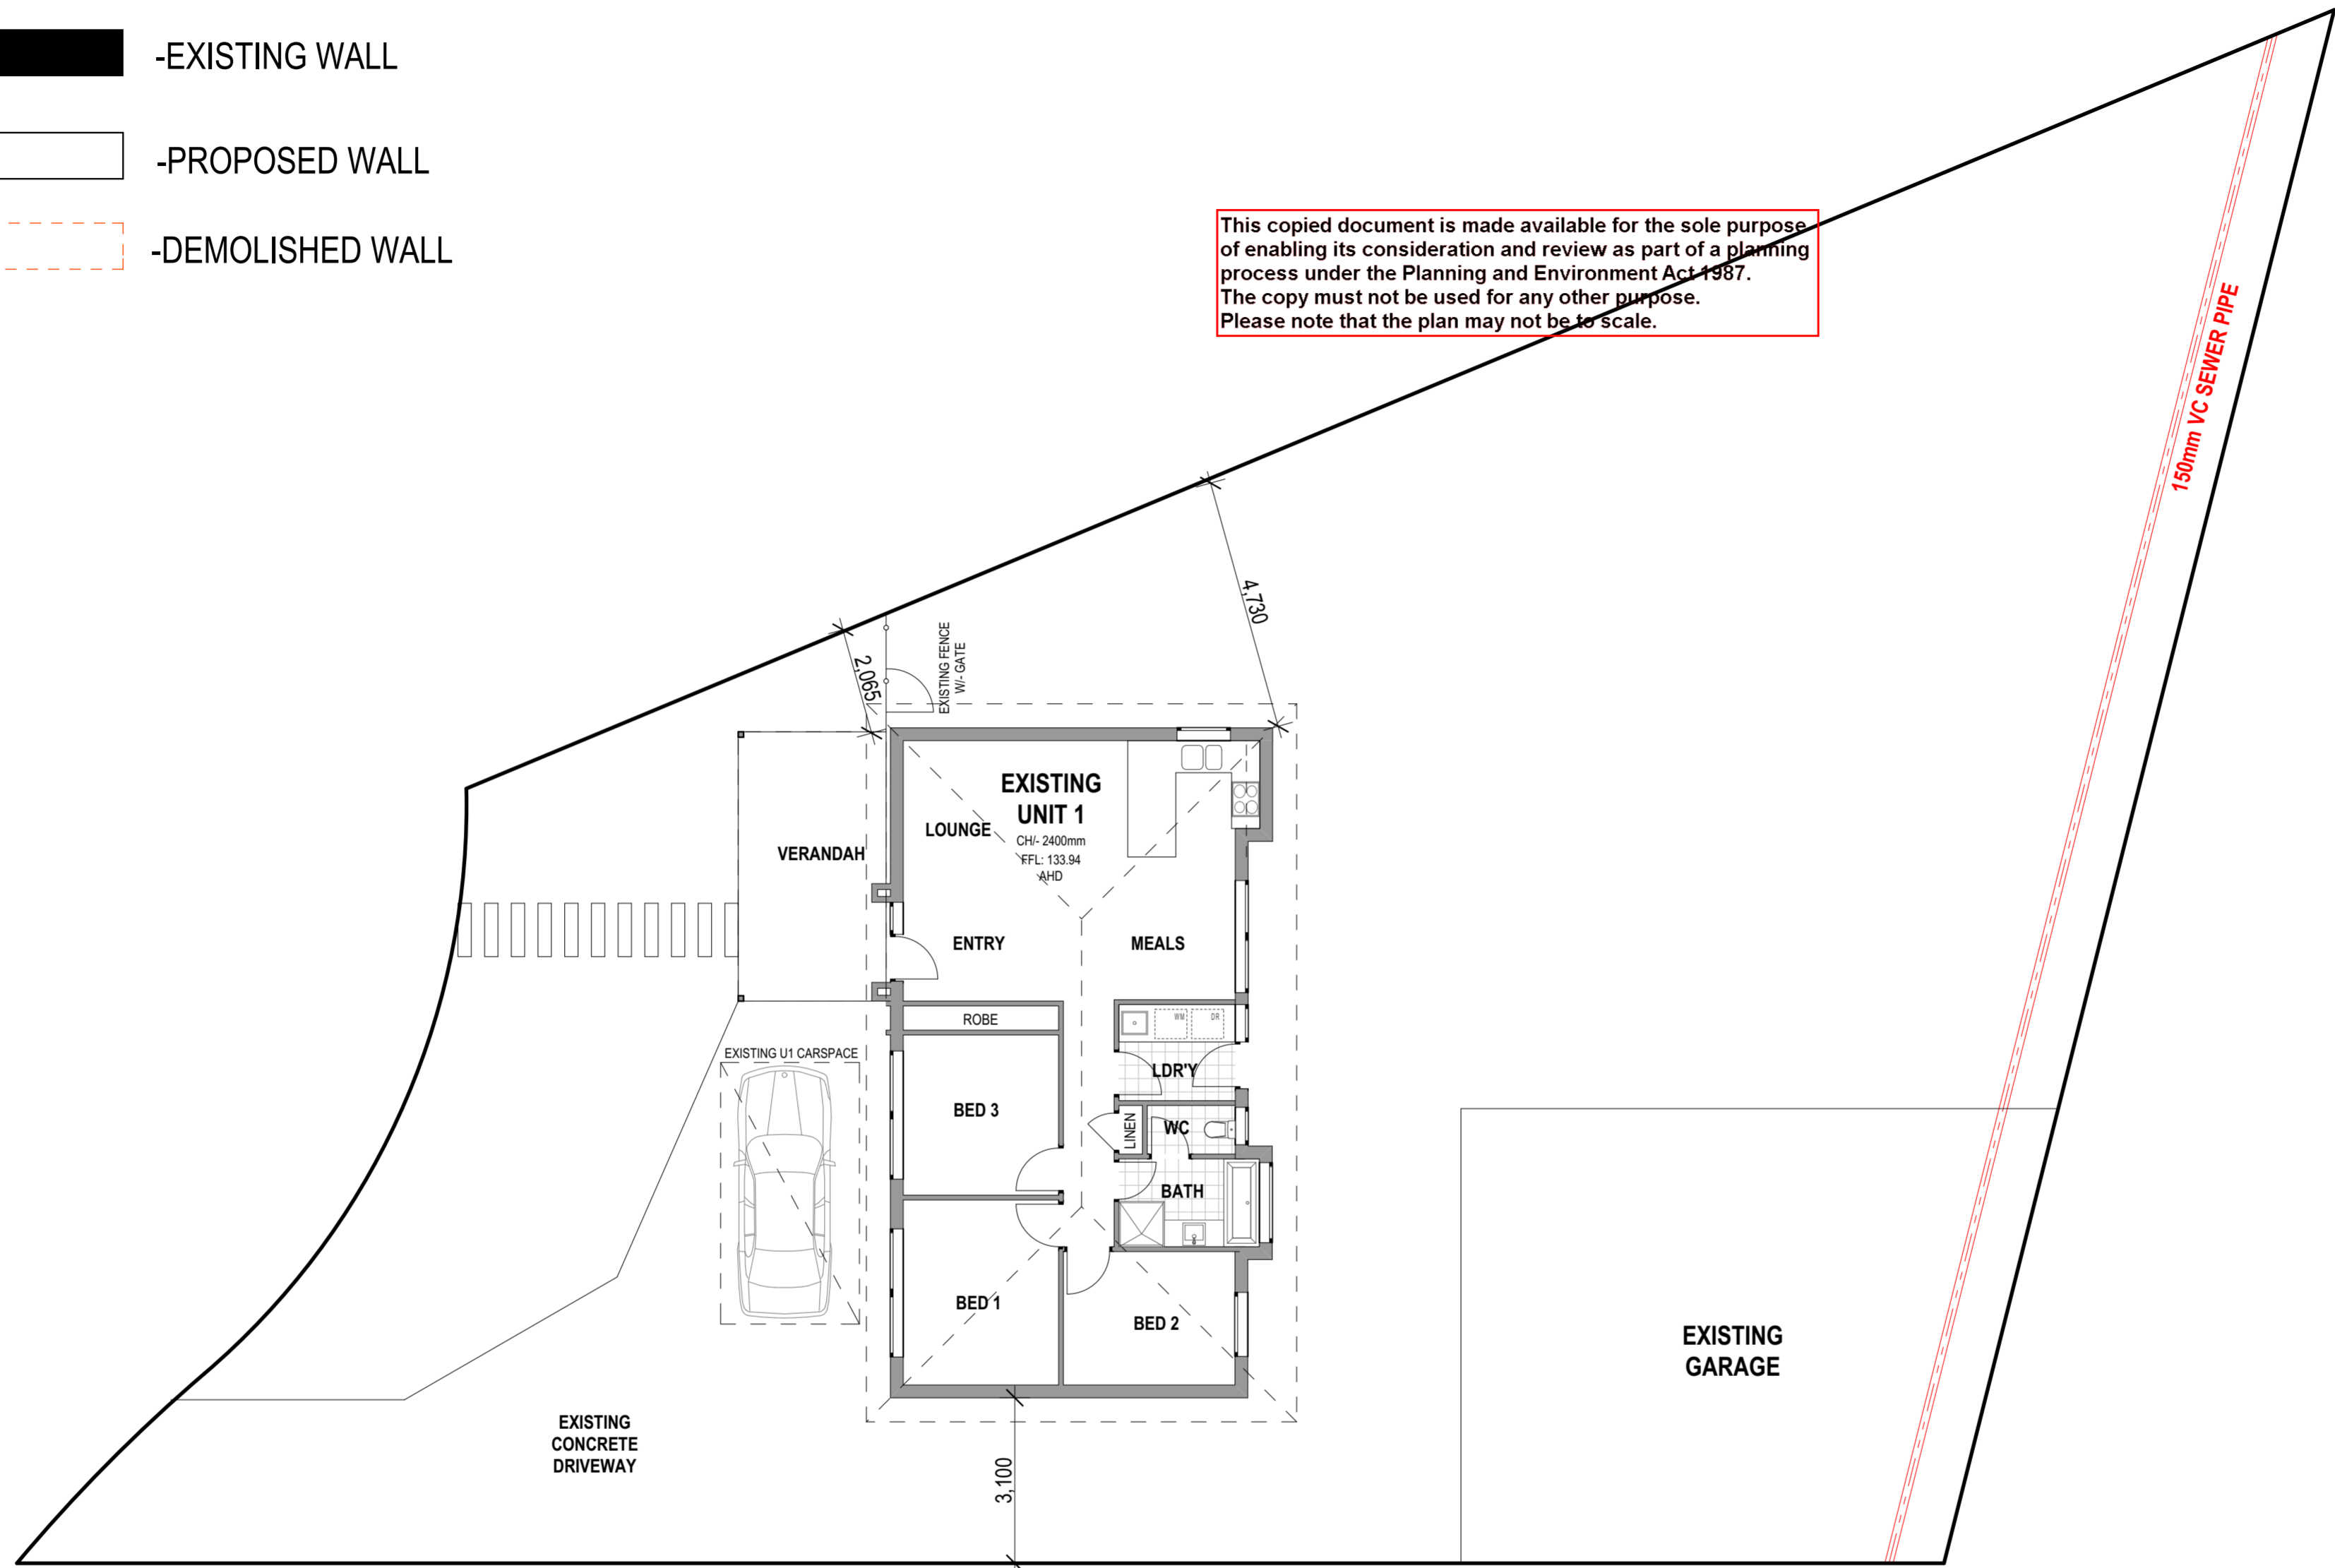 -EXISTING WALL
-PROPOSED WALL
-DEMOLISHED WALL
This copied document is made available for the sole purpose
of enabling its consideration and review as part of a planning
process under the Planning and Environment Act 1987.
The copy must not be used for any other purpose.
Please note that the plan may not be to scale.
150mm VC SEWER PIPE
4,730
2,065
EXISTING FENCE
W/- GATE
EXISTING
UNIT 1
CH/- 2400mm
FFL: 133.94
AHD
LOUNGE
VERANDAH
ENTRY
MEALS
ROBE
WM
DR
EXISTING U1 CARSPACE
LDR'Y
BED 3
LINEN
WC
BATH
BED 1
BED 2
EXISTING
GARAGE
EXISTING
CONCRETE
DRIVEWAY
3,100